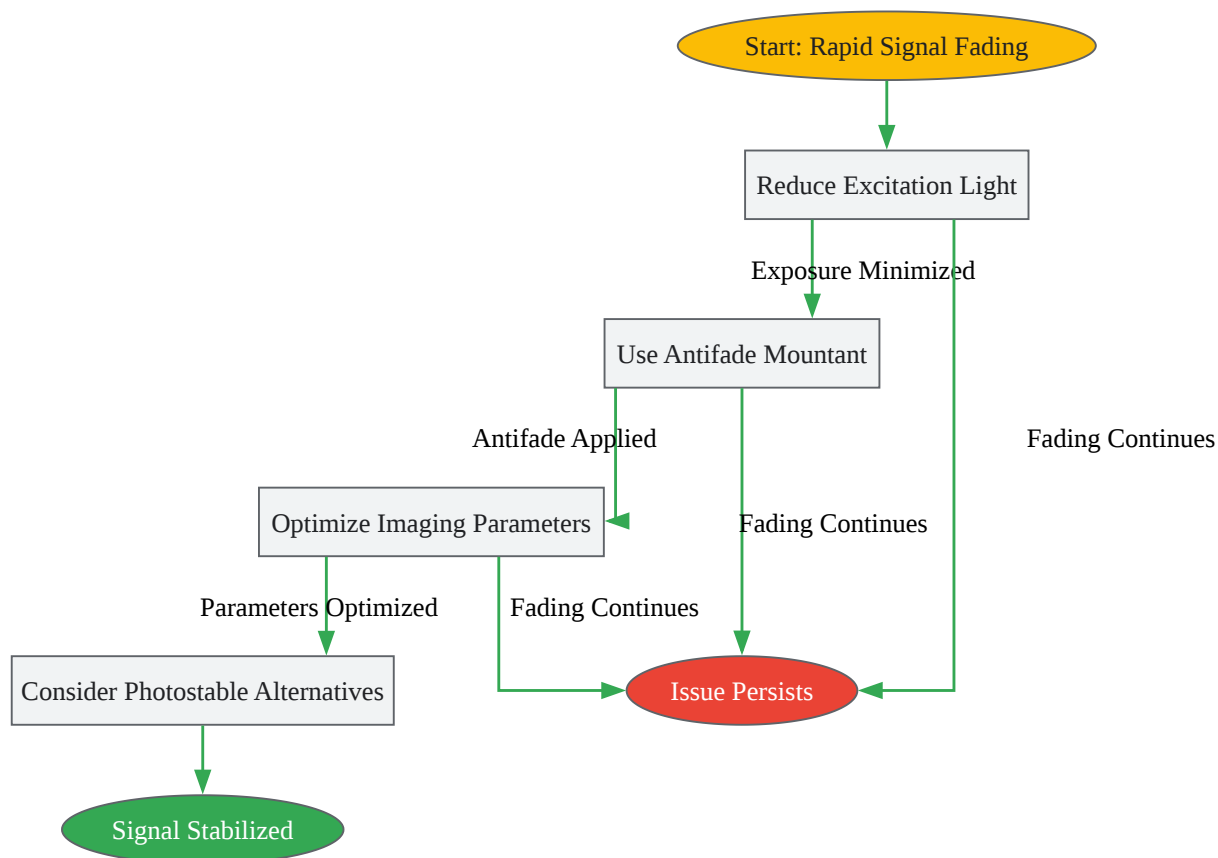 Start: Rapid Signal Fading
Reduce Excitation Light
Exposure Minimized
Use Antifade Mountant
Antifade Applied
Fading Continues
Optimize Imaging Parameters
Fading Continues
Parameters Optimized
Fading Continues
Consider Photostable Alternatives
Issue Persists
Signal Stabilized